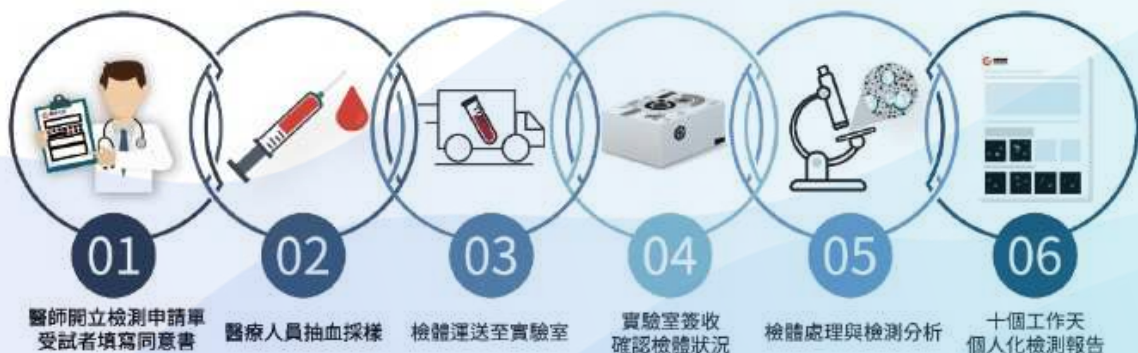 01
醫師開立檢測申請單
受試者填寫同意書
02
醫療人員抽血採樣
03
檢體運送至實驗室
04
實驗室簽收
確認檢體狀況
05
檢體處理與檢測分析
06
十個工作天
個人化檢測報告